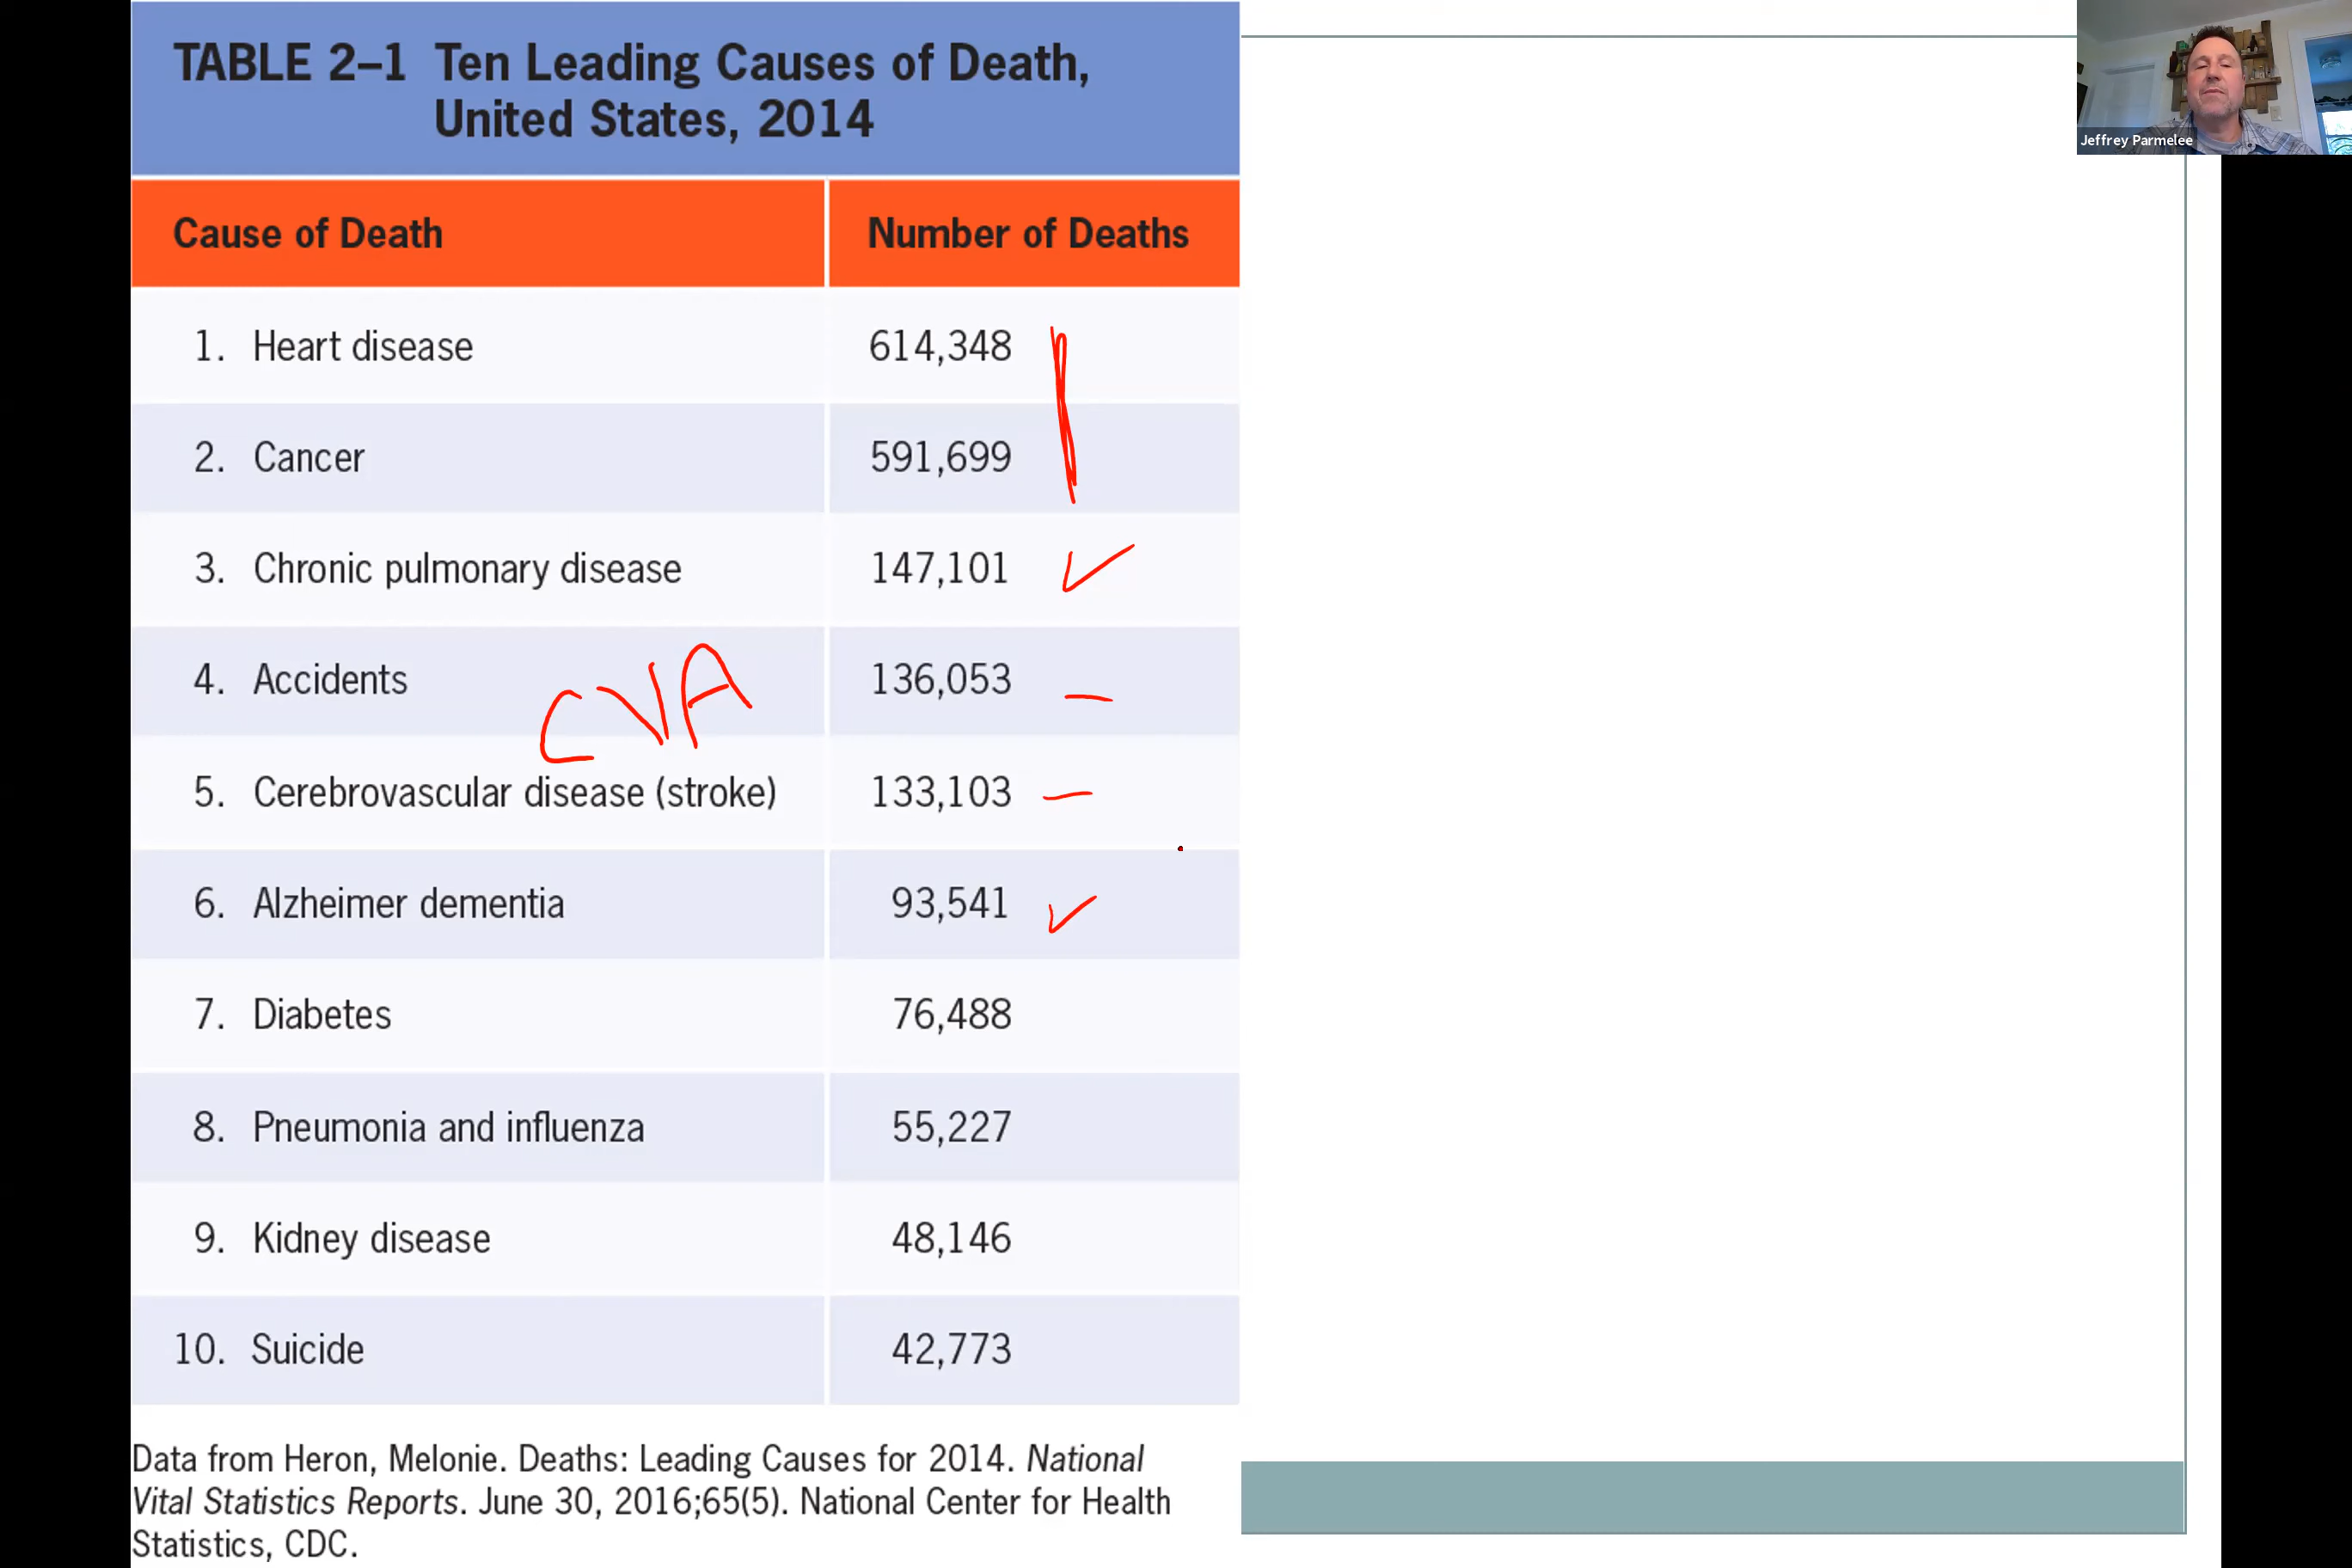 TABLE 2–1 Ten Leading Causes of Death,
United States, 2014
Jeffrey Parmelee
Cause of Death Number of Deaths
1. Heart disease 614,348
2. Cancer 591,699
3. Chronic pulmonary disease 147,101
4. Accidents 136,053
CVA
5. Cerebrovascular disease (stroke) 133,103
6. Alzheimer dementia 93,541
7. Diabetes 76,488
8. Pneumonia and influenza 55,227
9. Kidney disease 48,146
10. Suicide 42,773
Data from Heron, Melonie. Deaths: Leading Causes for 2014. National
Vital Statistics Reports. June 30, 2016;65(5). National Center for Health
Statistics, CDC.